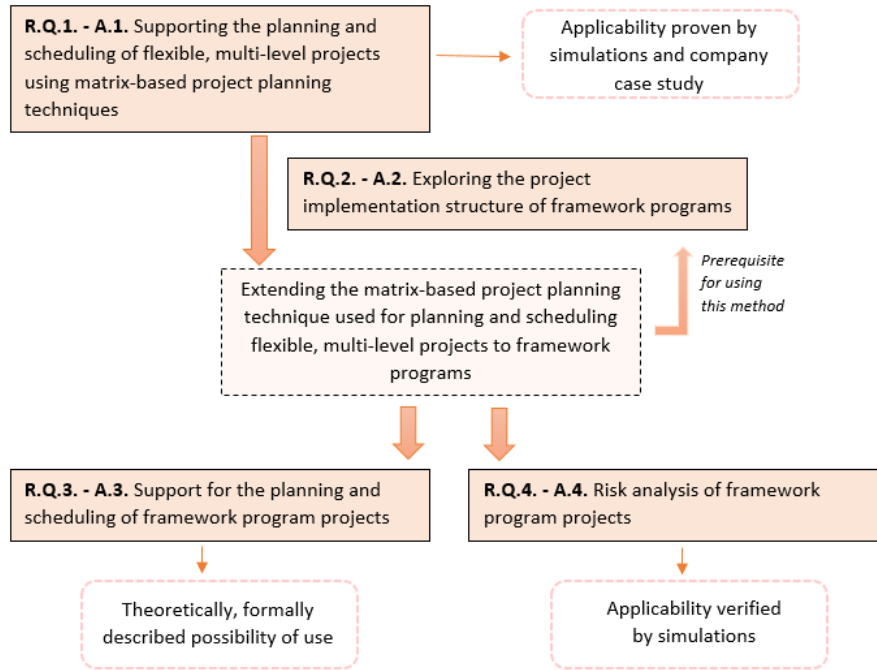 R.Q.1. - A.1. Supporting the planning and
scheduling of flexible, multi-level projects
using matrix-based project planning
techniques
Applicability proven by
simulations and company
case study
R.Q.2. - A.2. Exploring the project
implementation structure of framework programs
Prerequisite
for using
this method
Extending the matrix-based project planning
technique used for planning and scheduling
flexible, multi-level projects to framework
programs
R.Q.3. - A.3. Support for the planning and
scheduling of framework program projects
R.Q.4. - A.4. Risk analysis of framework
program projects
Theoretically, formally
described possibility of use
Applicability verified
by simulations